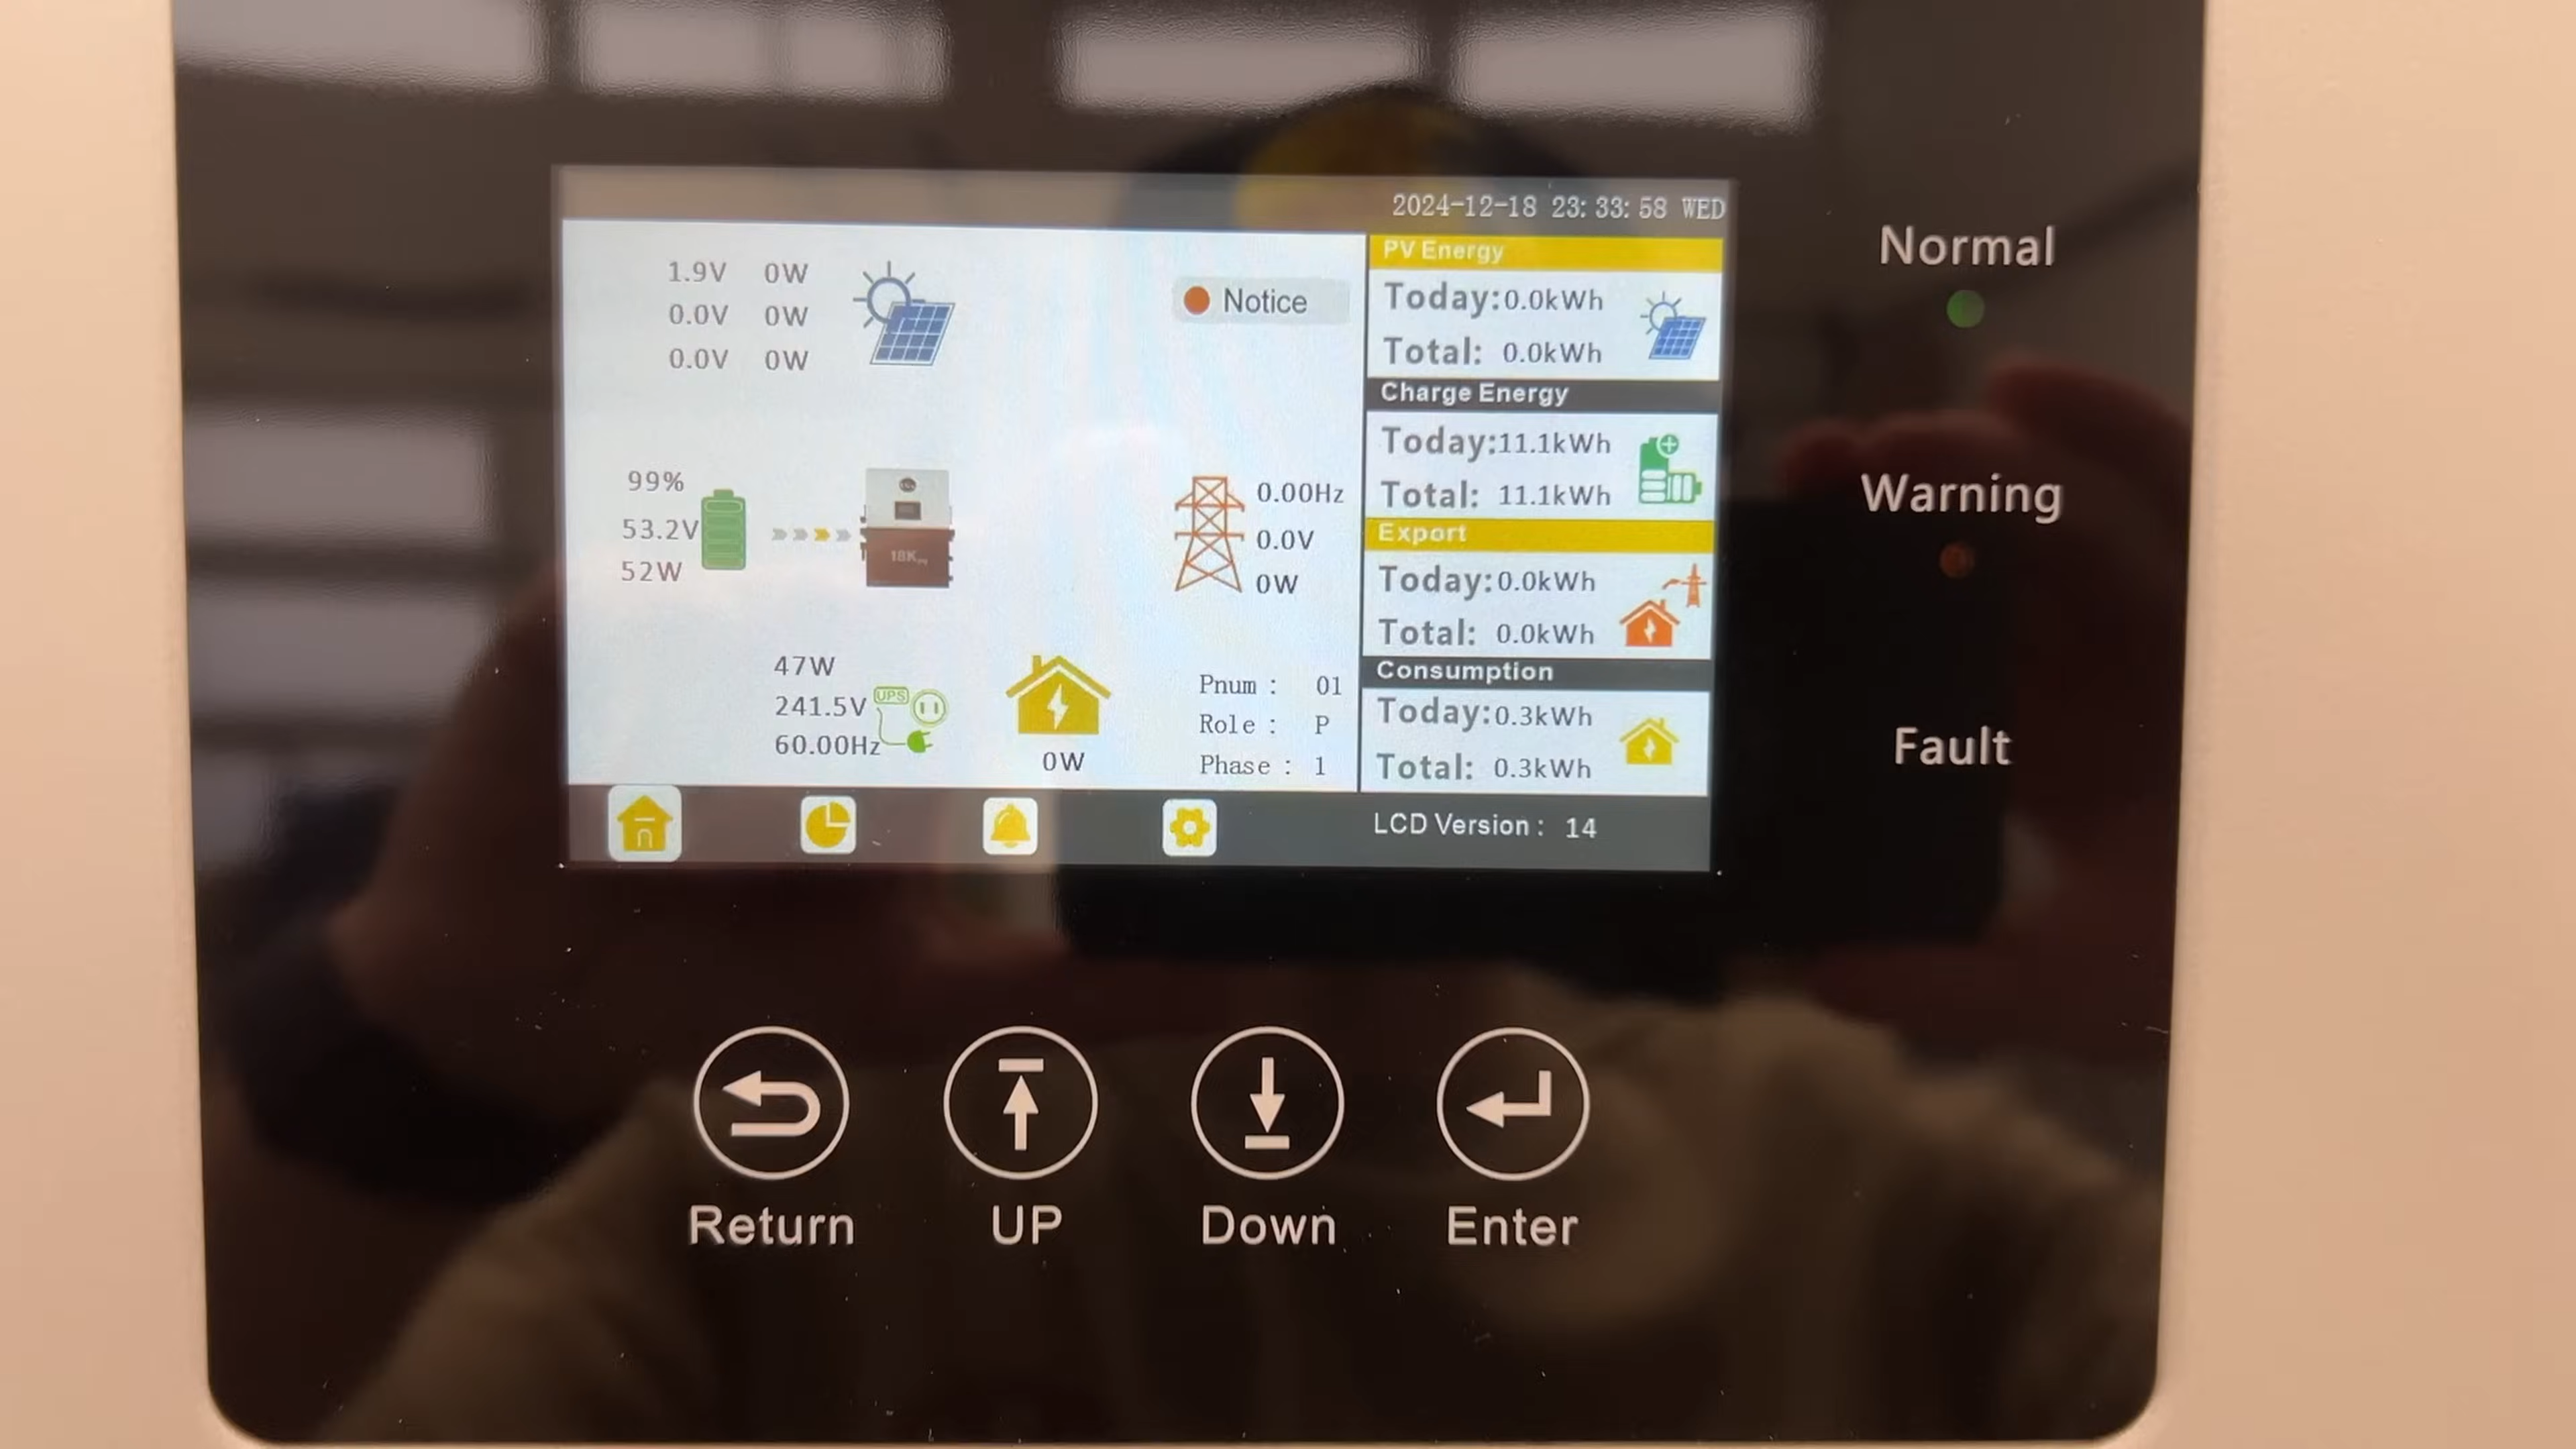 2024-12-18 23:33:58 WED
1.9V 0W
0.0V 0W
0.0V 0W
Notice
99%
53.2V
52W
18K
0.00Hz
0.0V
0W
47W
241.5V
60.00Hz
UPS
0W
Pnum : 01
Role : P
Phase : 1
PV Energy
Today:0.0kWh
Total: 0.0kWh
Charge Energy
Today:11.1kWh
Total: 11.1kWh
Export
Today:0.0kWh
Total: 0.0kWh
Consumption
Today:0.3kWh
Total: 0.3kWh
LCD Version : 14
Normal
Warning
Fault
Return
UP
Down
Enter